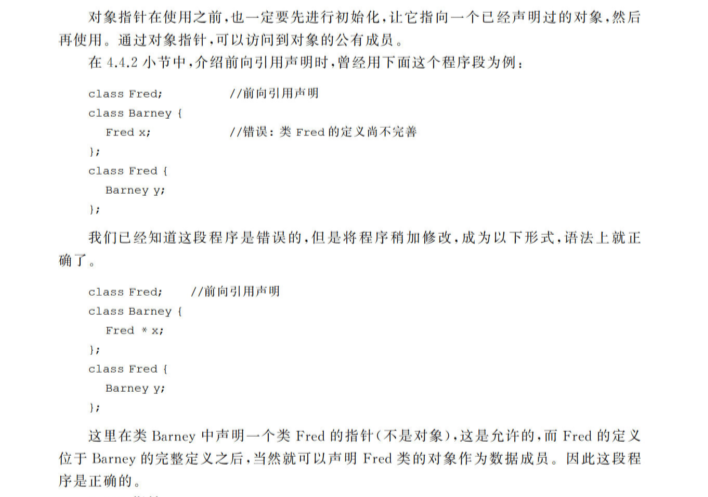 对象指针在使用之前,也一定要先进行初始化,让它指向一个已经声明过的对象,然后
再使用。通过对象指针,可以访问到对象的公有成员。
在 4.4.2 小节中,介绍前向引用声明时,曾经用下面这个程序段为例:
class Fred; //前向引用声明
class Barney {
Fred x; //错误: 类 Fred 的定义尚不完善
};
class Fred {
Barney y;
};
我们已经知道这段程序是错误的,但是将程序稍加修改,成为以下形式,语法上就正
确了。
class Fred; //前向引用声明
class Barney {
Fred * x;
};
class Fred {
Barney y;
};
这里在类 Barney 中声明一个类 Fred 的指针(不是对象),这是允许的,而 Fred 的定义
位于 Barney 的完整定义之后,当然就可以声明 Fred 类的对象作为数据成员。因此这段程
序是正确的。